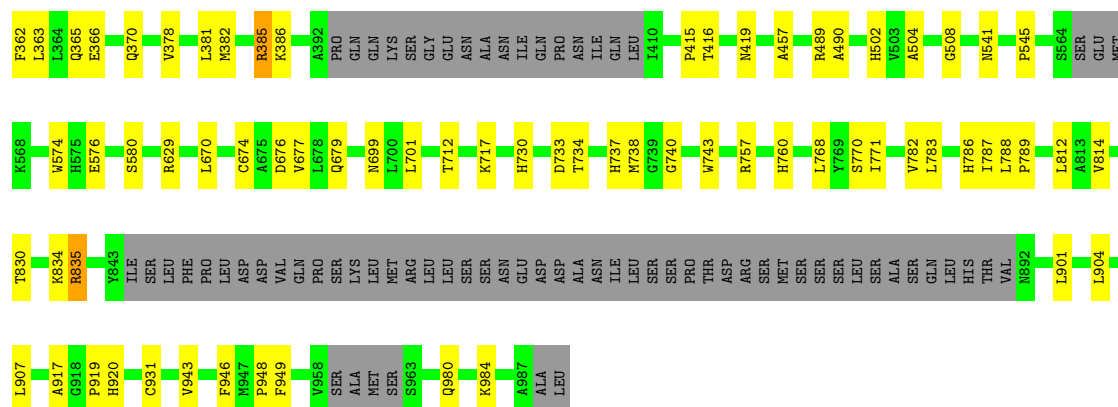 F362 L363 L364 Q365 E366 Q370 V378 L381 M382 R385 K386 A392 PRO GLN GLN LYS SER GLY GLU ASN ALA ASN ILE GLN PRO ASN ILE GLN LEU I410 P415 T416 N419 A457 R489 A490 H502 V503 A504 G508 N541 P545 S564 SER GLU MET
K568 W574 H575 E576 S580 R629 L670 C674 A675 D676 V677 L678 Q679 N699 L700 L701 T712 K717 H730 D733 T734 H737 M738 G739 G740 W743 R757 H760 L768 Y769 S770 I771 V782 L783 H786 I787 L788 P789 L812 A813 V814
T830 K834 R835 Y843 ILE SER LEU PHE PRO LEU ASP ASP VAL GLN PRO SER LYS LEU MET ARG LEU LEU SER SER ASN GLU ASP ASP ALA ASN ILE LEU SER SER PRO THR ASP ARG SER MET SER SER SER LEU SER ALA SER GLN LEU HIS THR VAL N892 L901 L904
L907 A917 G918 P919 H920 C931 V943 F946 M947 P948 F949 V958 SER ALA MET SER S963 Q980 K984 A987 ALA LEU